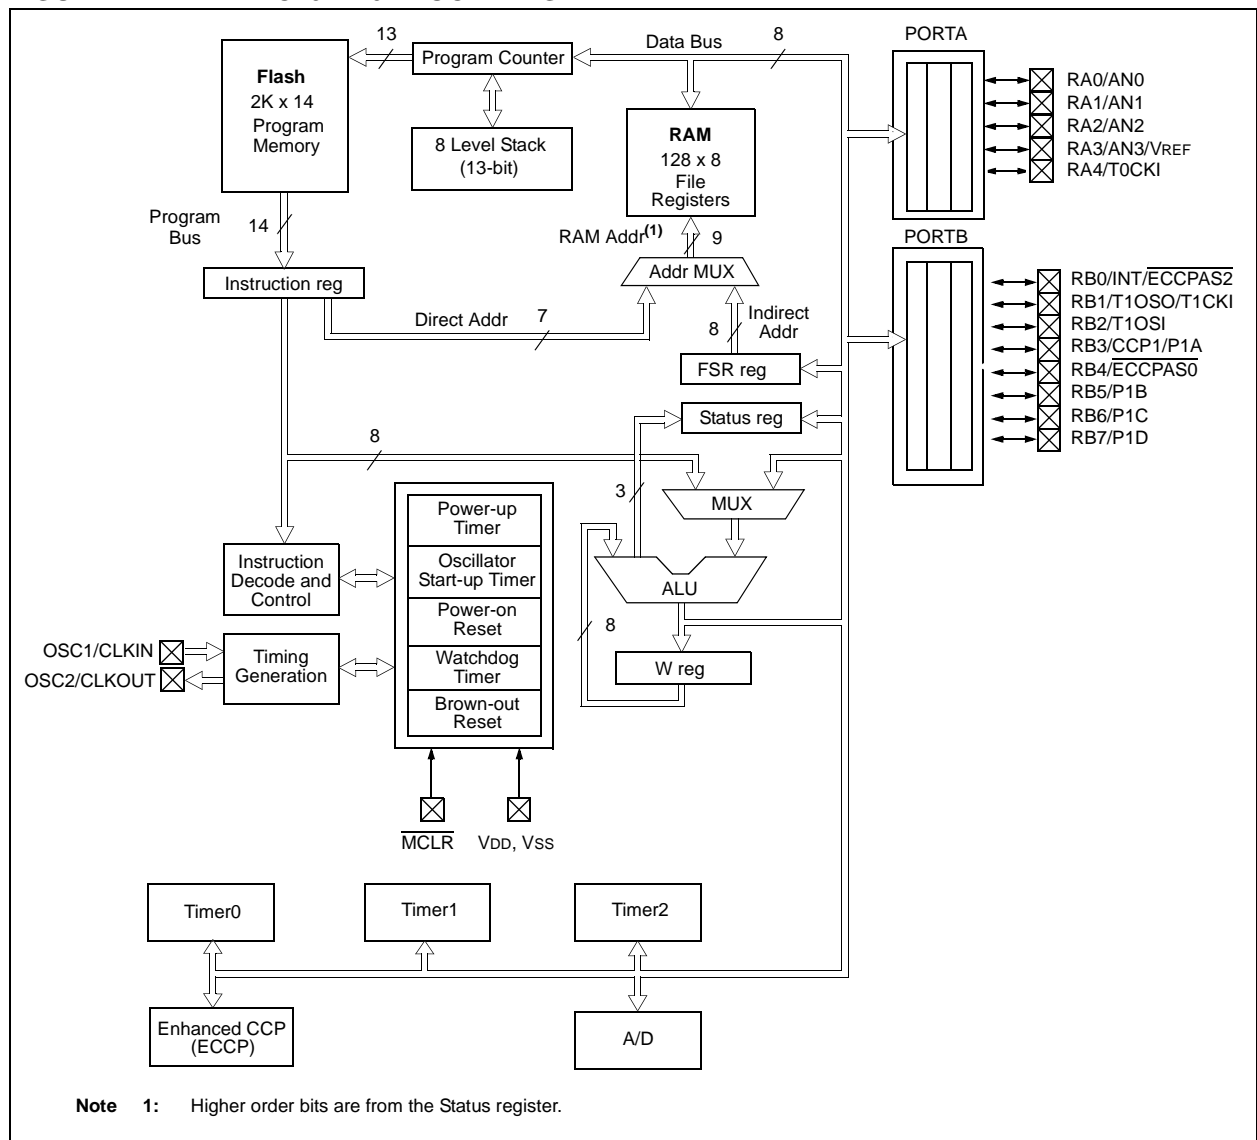 13
Program Counter
Data Bus
8
PORTA
Flash
2K x 14
Program
Memory
8 Level Stack
(13-bit)
RAM
128 x 8
File
Registers
RA0/AN0
RA1/AN1
RA2/AN2
RA3/AN3/VREF
RA4/T0CKI
Program
Bus
14
RAM Addr(1)
9
PORTB
Instruction reg
Addr MUX
Direct Addr
7
8
Indirect
Addr
FSR reg
Status reg
RB0/INT/ECCPAS2
RB1/T1OSO/T1CKI
RB2/T1OSI
RB3/CCP1/P1A
RB4/ECCPAS0
RB5/P1B
RB6/P1C
RB7/P1D
8
3
MUX
Power-up
Timer
Oscillator
Start-up Timer
Power-on
Reset
Watchdog
Timer
Brown-out
Reset
Instruction
Decode and
Control
ALU
8
W reg
OSC1/CLKIN
OSC2/CLKOUT
Timing
Generation
MCLR
VDD, VSS
Timer0
Timer1
Timer2
Enhanced CCP
(ECCP)
A/D
Note 1: Higher order bits are from the Status register.